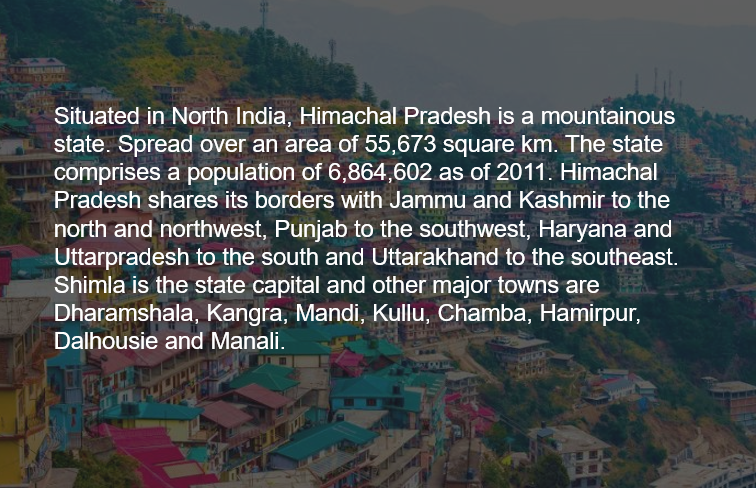 Situated in North India, Himachal Pradesh is a mountainous
state. Spread over an area of 55,673 square km. The state
comprises a population of 6,864,602 as of 2011. Himachal
Pradesh shares its borders with Jammu and Kashmir to the
north and northwest, Punjab to the southwest, Haryana and
Uttarpradesh to the south and Uttarakhand to the southeast.
Shimla is the state capital and other major towns are
Dharamshala, Kangra, Mandi, Kullu, Chamba, Hamirpur,
Dalhousie and Manali.